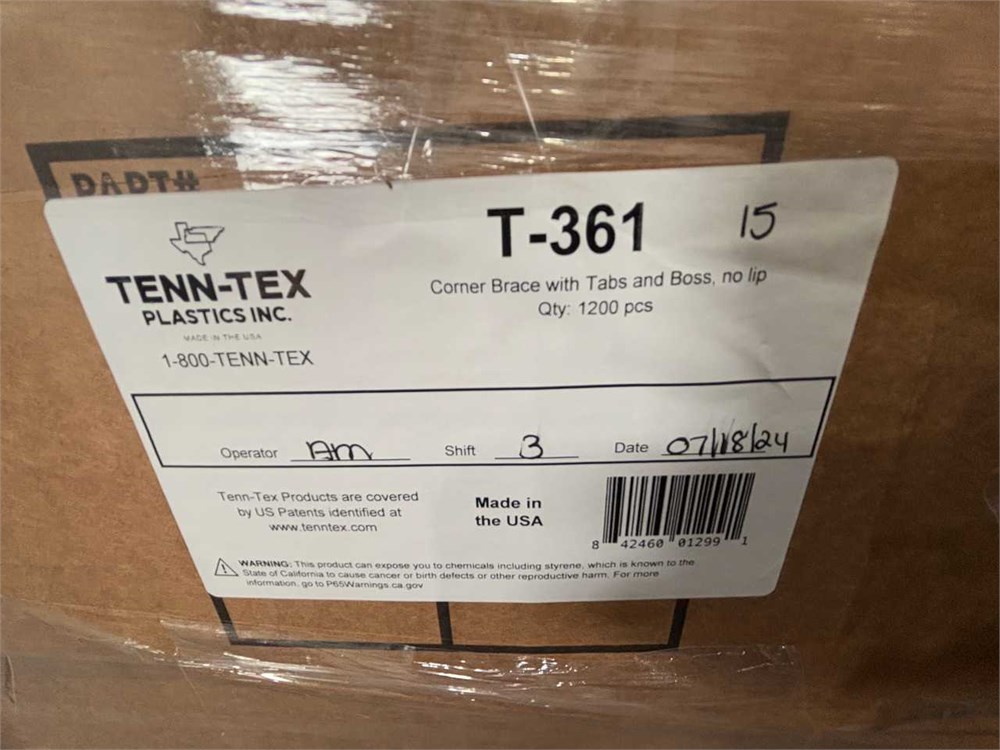 PART#
T-361 15
Corner Brace with Tabs and Boss, no lip
Qty: 1200 pcs
TENN-TEX
PLASTICS INC.
MADE IN THE USA
1-800-TENN-TEX
Operator Am Shift 3 Date 07/18/24
Tenn-Tex Products are covered
by US Patents identified at
www.tenntex.com
Made in
the USA
8 42460 01299 1
WARNING: This product can expose you to chemicals including styrene, which is known to the
State of California to cause cancer or birth defects or other reproductive harm. For more
information, go to P65Warnings.ca.gov